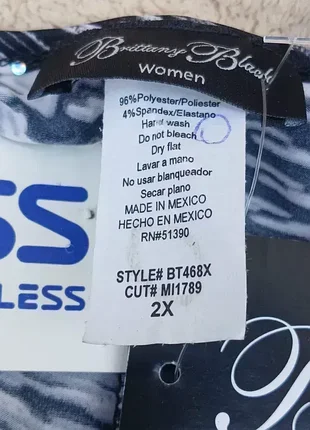 Brittany Black
Women
96% Polyester/Poliester
4% Spandex/Elastano
Hand wash
Do not bleach
Dry flat
Lavar a mano
No usar blanqueador
Secar plano
MADE IN MEXICO
HECHO EN MEXICO
RN#51390
STYLE# BT468X
CUT# MI1789
2X
SS
LESS
B